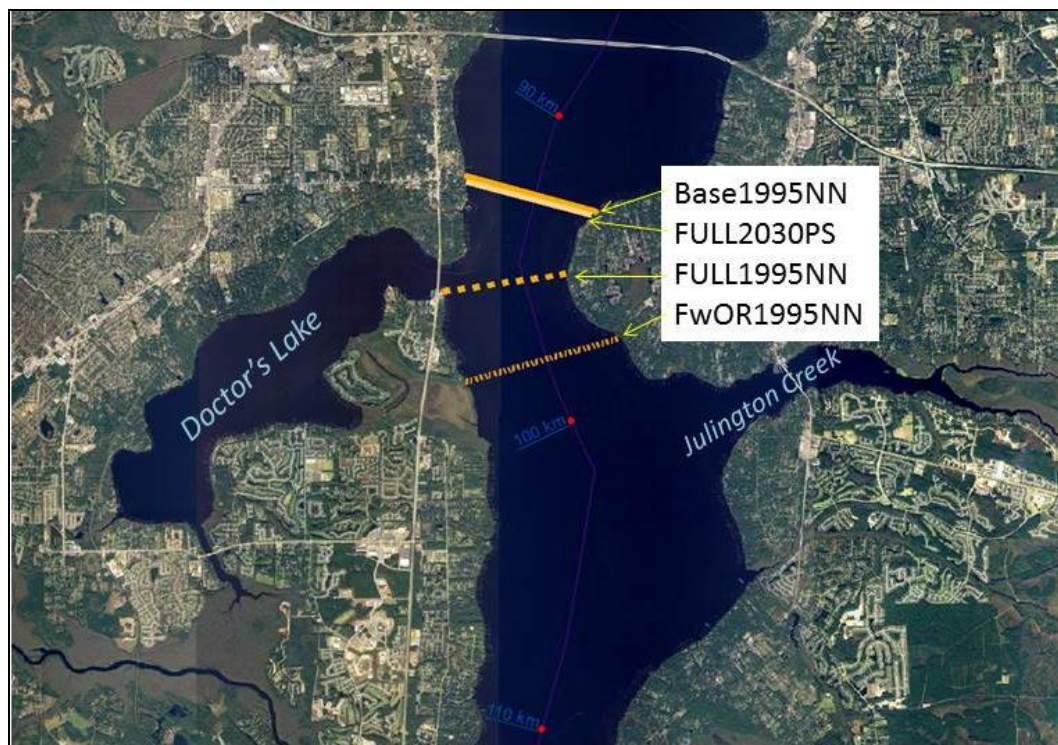 90 km
Base1995NN
FULL2030PS
FULL1995NN
FwOR1995NN
Doctor's Lake
Julington Creek
100 km
110 km